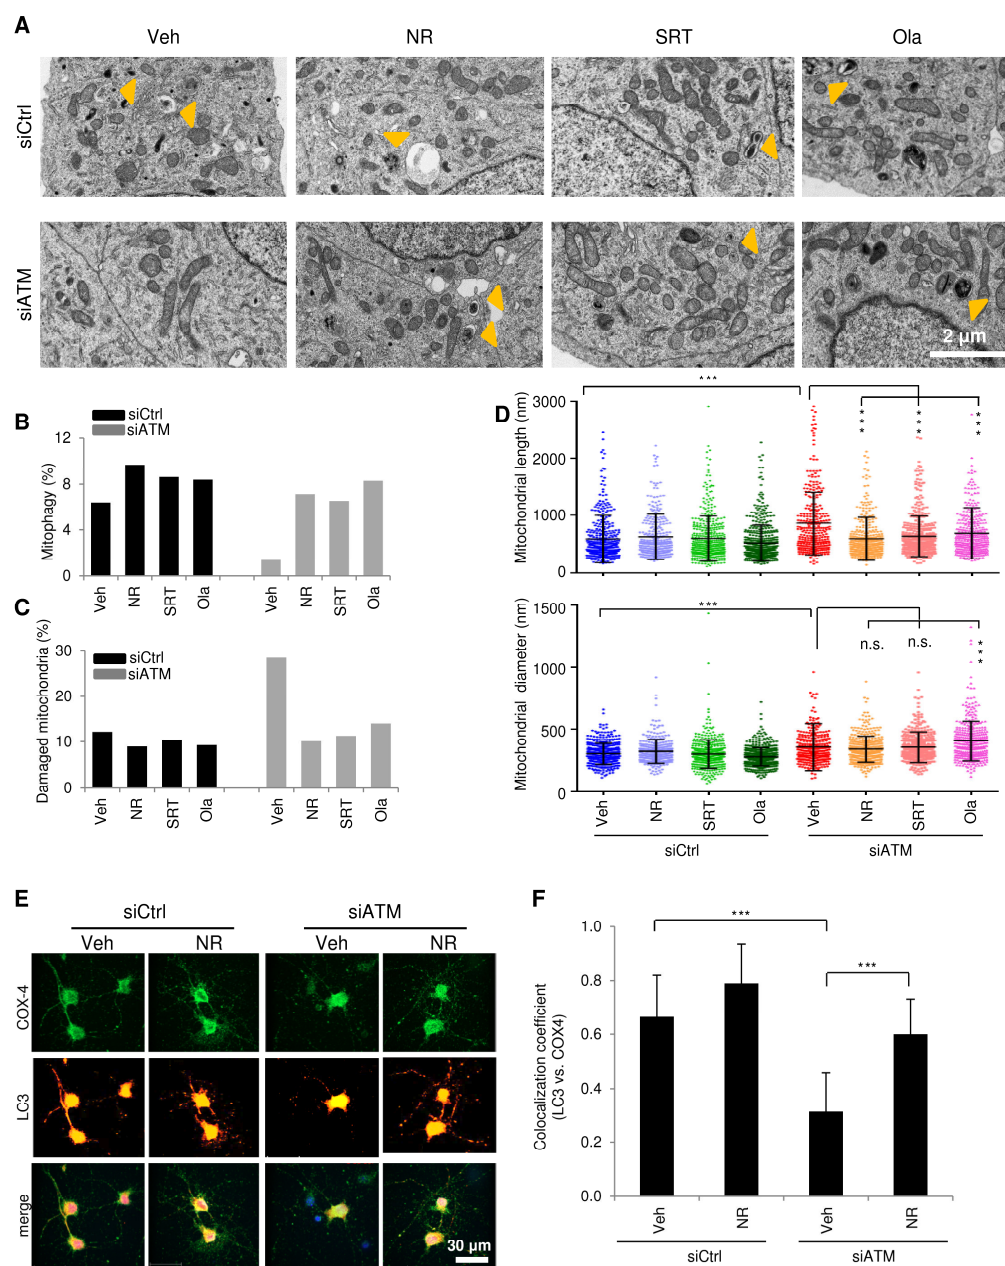 A
Veh NR SRT Ola
siCtrl
siATM
2 µm
B
siCtrl
siATM
Mitophagy (%)
12
8
4
0
Veh NR SRT Ola Veh NR SRT Ola
C
siCtrl
siATM
Damaged mitochondria (%)
30
20
10
0
Veh NR SRT Ola Veh NR SRT Ola
D
Mitochondrial length (nm)
3000
2000
1000
0
*** *** *** ***
Mitochondrial diameter (nm)
1500
1000
500
0
*** n.s. n.s. ***
Veh NR SRT Ola Veh NR SRT Ola
siCtrl siATM
E
siCtrl siATM
Veh NR Veh NR
COX-4
LC3
merge
30 µm
F
Colocalization coefficient
(LC3 vs. COX4)
1.0
0.8
0.6
0.4
0.2
0.0
***
***
Veh NR Veh NR
siCtrl siATM